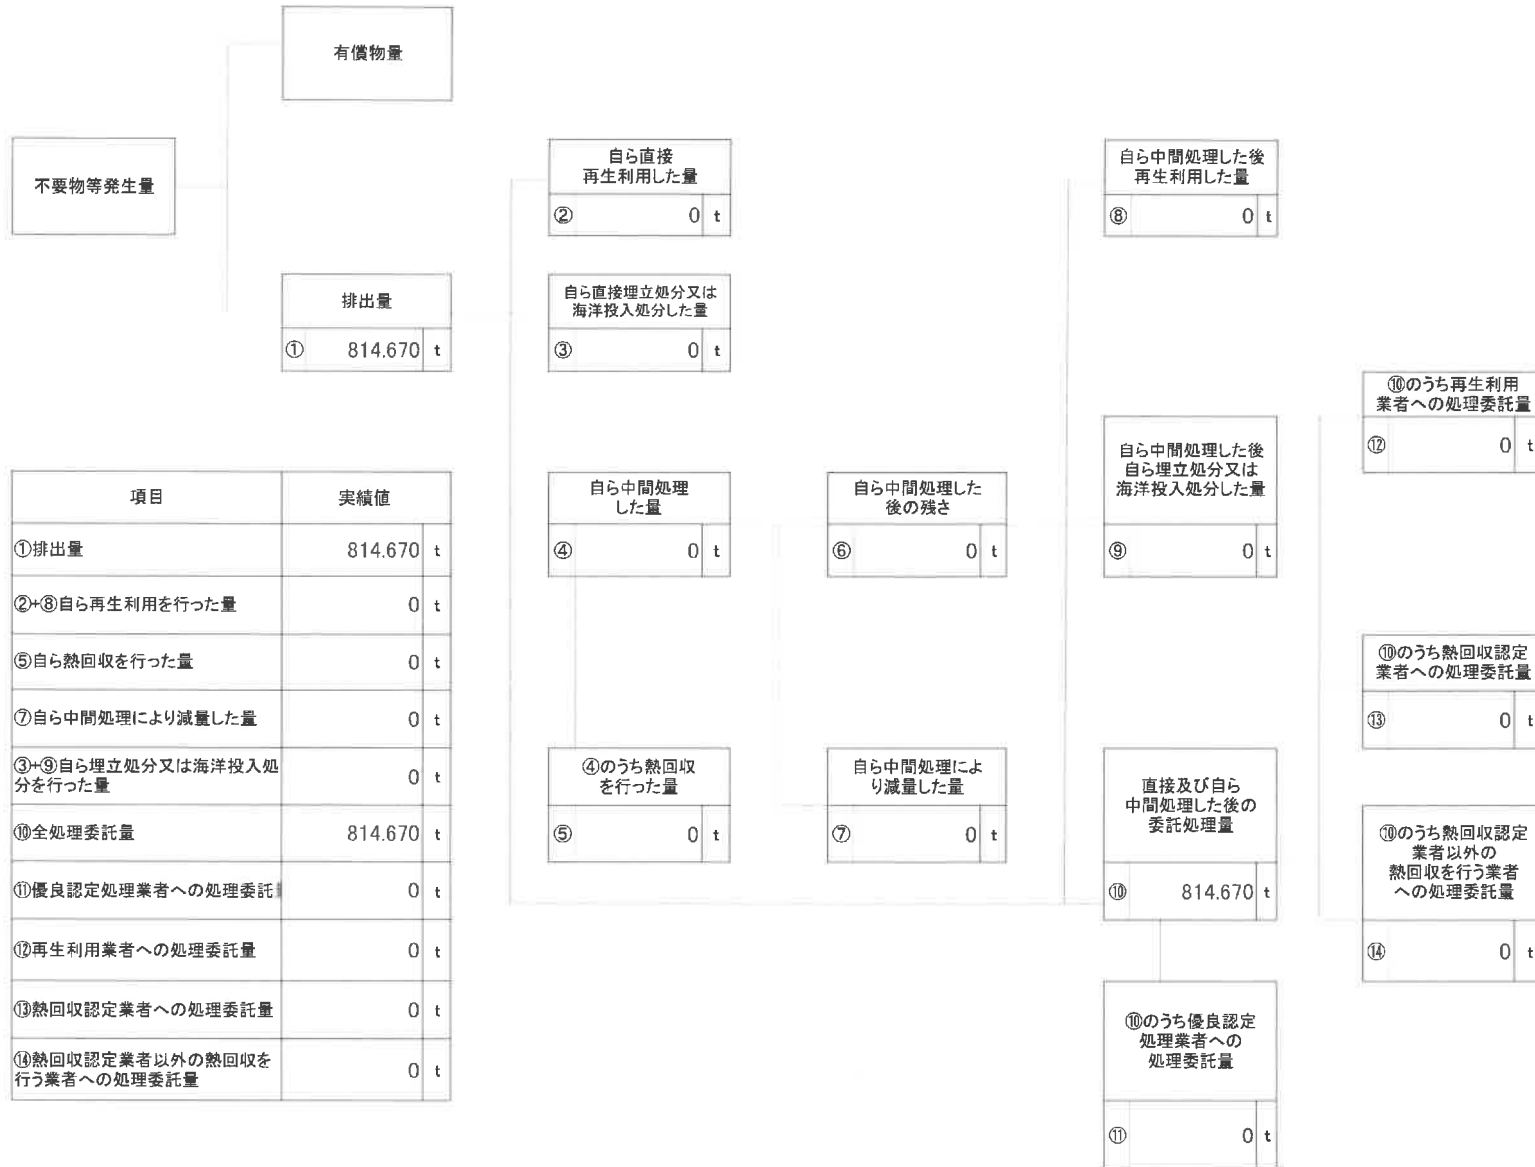 有償物量
不要物等発生量
排出量
① 814.670 t
自ら直接
再生利用した量
② 0 t
自ら直接埋立処分又は
海洋投入処分した量
③ 0 t
自ら中間処理
した量
④ 0 t
④のうち熱回収
を行った量
⑤ 0 t
自ら中間処理した
後の残さ
⑥ 0 t
自ら中間処理によ
り減量した量
⑦ 0 t
自ら中間処理した後
再生利用した量
⑧ 0 t
自ら中間処理した後
自ら埋立処分又は
海洋投入処分した量
⑨ 0 t
直接及び自ら
中間処理した後の
委託処理量
⑩ 814.670 t
⑩のうち優良認定
処理業者への
処理委託量
⑪ 0 t
⑩のうち再生利用
業者への処理委託量
⑫ 0 t
⑩のうち熱回収認定
業者への処理委託量
⑬ 0 t
⑩のうち熱回収認定
業者以外の
熱回収を行う業者
への処理委託量
⑭ 0 t
項目 実績値
①排出量 814.670 t
②+⑧自ら再生利用を行った量 0 t
⑤自ら熱回収を行った量 0 t
⑦自ら中間処理により減量した量 0 t
③+⑨自ら埋立処分又は海洋投入処
分を行った量 0 t
⑩全処理委託量 814.670 t
⑪優良認定処理業者への処理委託 0 t
⑫再生利用業者への処理委託量 0 t
⑬熱回収認定業者への処理委託量 0 t
⑭熱回収認定業者以外の熱回収を
行う業者への処理委託量 0 t